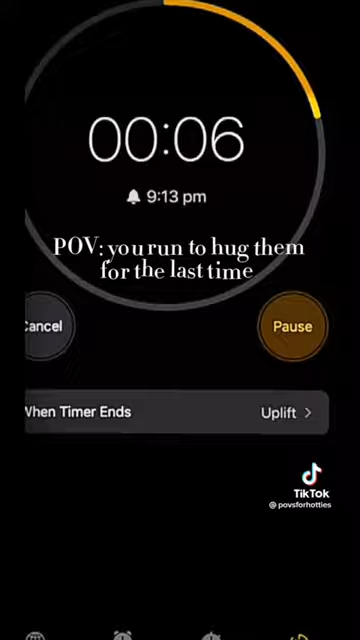 00:06
9:13 pm
POV: you run to hug them
for the last time
Cancel
Pause
When Timer Ends
Uplift
TikTok
@ povsforhotties